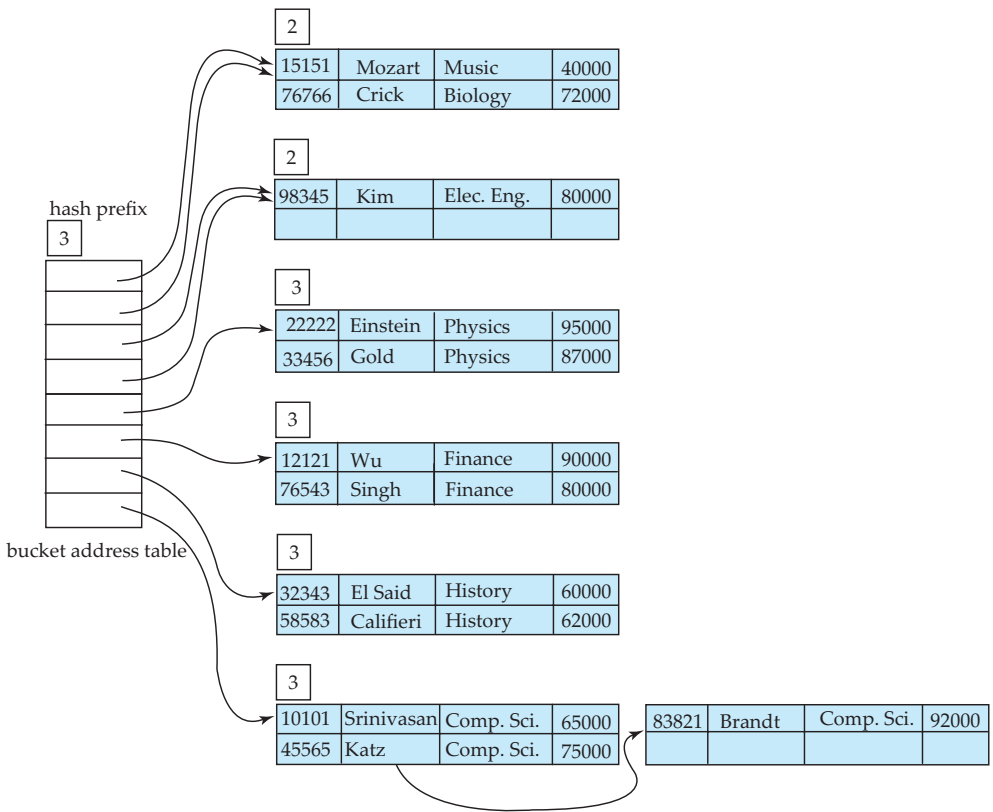 2
15151 Mozart Music 40000
76766 Crick Biology 72000
2
98345 Kim Elec. Eng. 80000
hash prefix
3
3
22222 Einstein Physics 95000
33456 Gold Physics 87000
3
12121 Wu Finance 90000
76543 Singh Finance 80000
bucket address table
3
32343 El Said History 60000
58583 Califieri History 62000
3
10101 Srinivasan Comp. Sci. 65000
45565 Katz Comp. Sci. 75000
83821 Brandt Comp. Sci. 92000